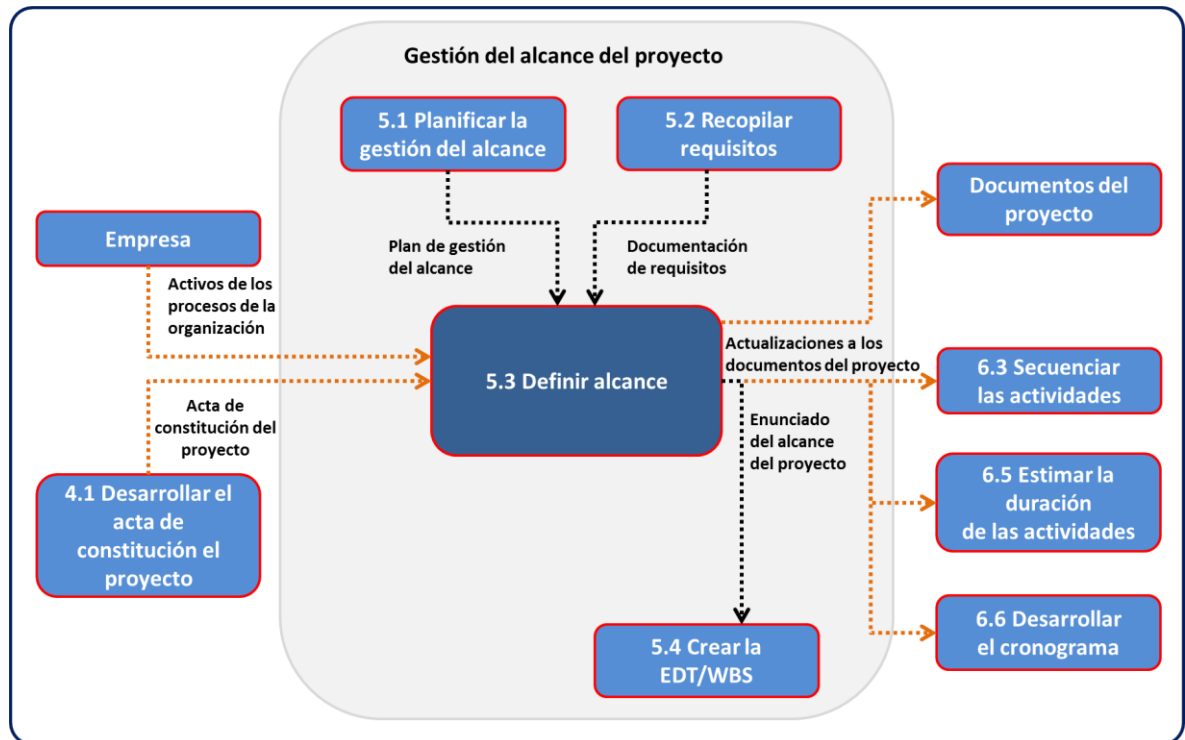 Gestión del alcance del proyecto
5.1 Planificar la
gestión del alcance
5.2 Recopilar
requisitos
Documentos del
proyecto
Empresa
Plan de gestión
del alcance
Documentación
de requisitos
Activos de los
procesos de la
organización
Actualizaciones a los
documentos del proyecto
5.3 Definir alcance
6.3 Secuenciar
las actividades
Acta de
constitución del
proyecto
Enunciado
del alcance
del proyecto
4.1 Desarrollar el
acta de
constitución el
proyecto
6.5 Estimar la
duración
de las actividades
5.4 Crear la
EDT/WBS
6.6 Desarrollar
el cronograma